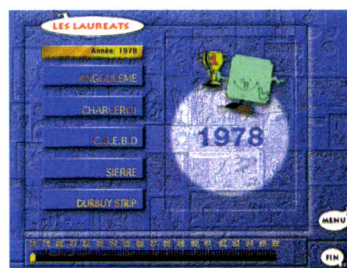 LES LAUREATS
Année: 1978
ANGOULEME
CHARLEROI
C.B.E.B.D
SIERRE
DURBUY STRIP
1978
MENU
FIN